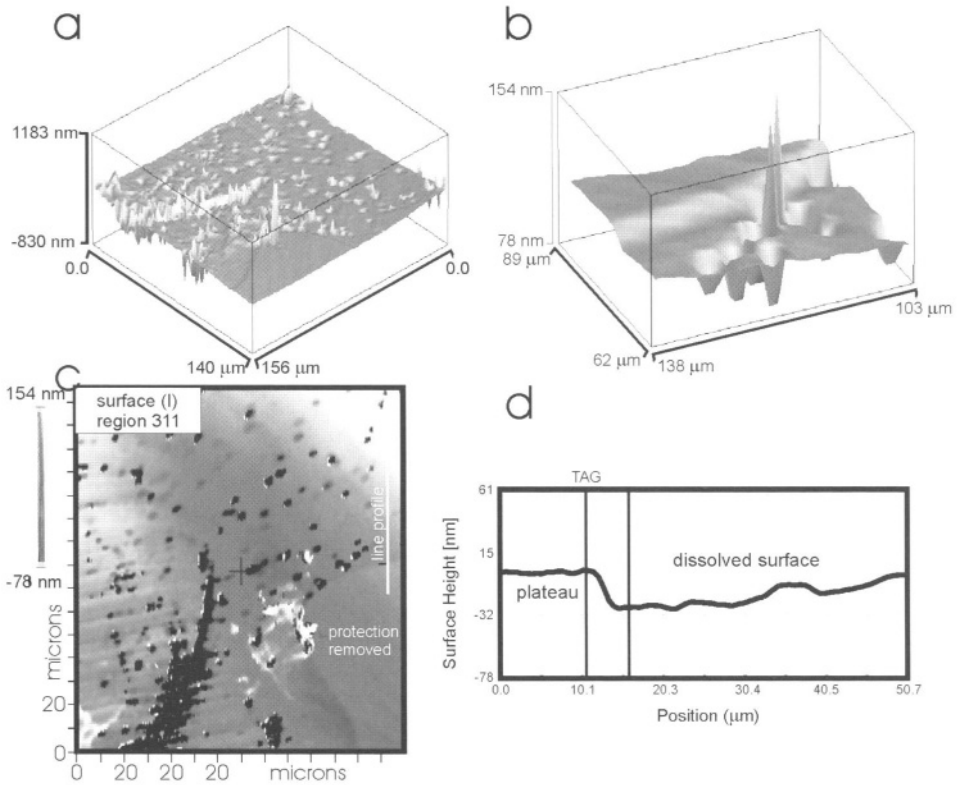 a
1183 nm
-830 nm
0.0
0.0
140 μm
156 μm
b
154 nm
78 nm
89 μm
62 μm
138 μm
103 μm
c
154 nm
-78 nm
surface (I)
region 311
line profile
protection
removed
microns
20
0
0
20
20
20
microns
d
TAG
61
15
-32
-78
Surface Height [nm]
plateau
dissolved surface
0.0
10.1
20.3
30.4
40.5
50.7
Position (μm)